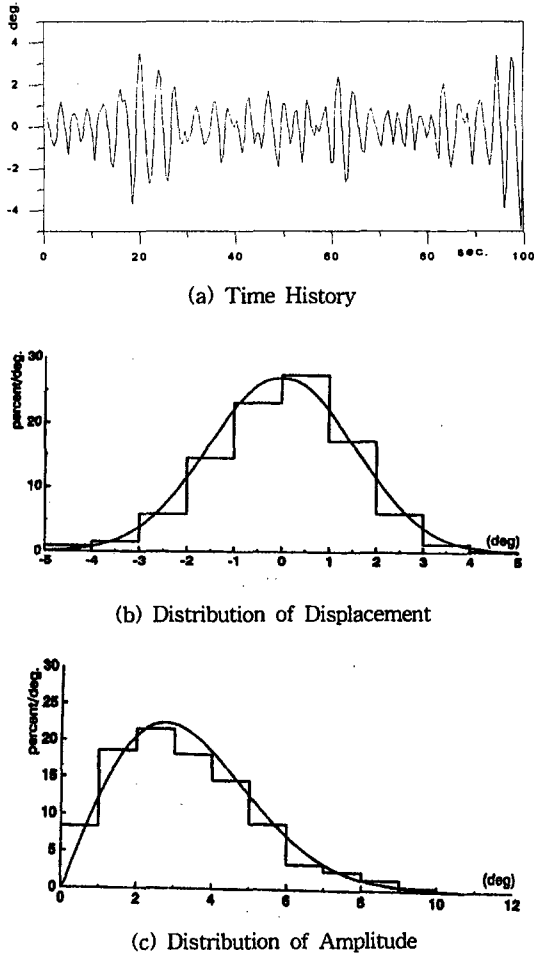 deg.
4
2
0
-2
-4
0 20 40 60 80 sec. 100
(a) Time History
percent/deg.
30
20
10
0
-5 -4 -3 -2 -1 0 1 2 3 4 5
(deg)
(b) Distribution of Displacement
percent/deg.
30
25
20
15
10
5
0
0 2 4 6 8 10 12
(deg)
(c) Distribution of Amplitude